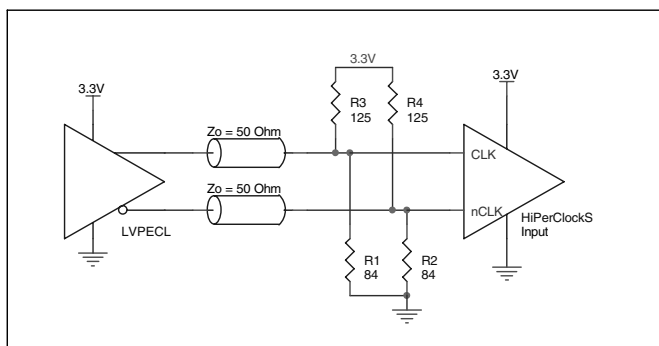 3.3V
3.3V
R3
125
R4
125
3.3V
Zo = 50 Ohm
CLK
Zo = 50 Ohm
nCLK
HiPerClockS
Input
LVPECL
R1
84
R2
84